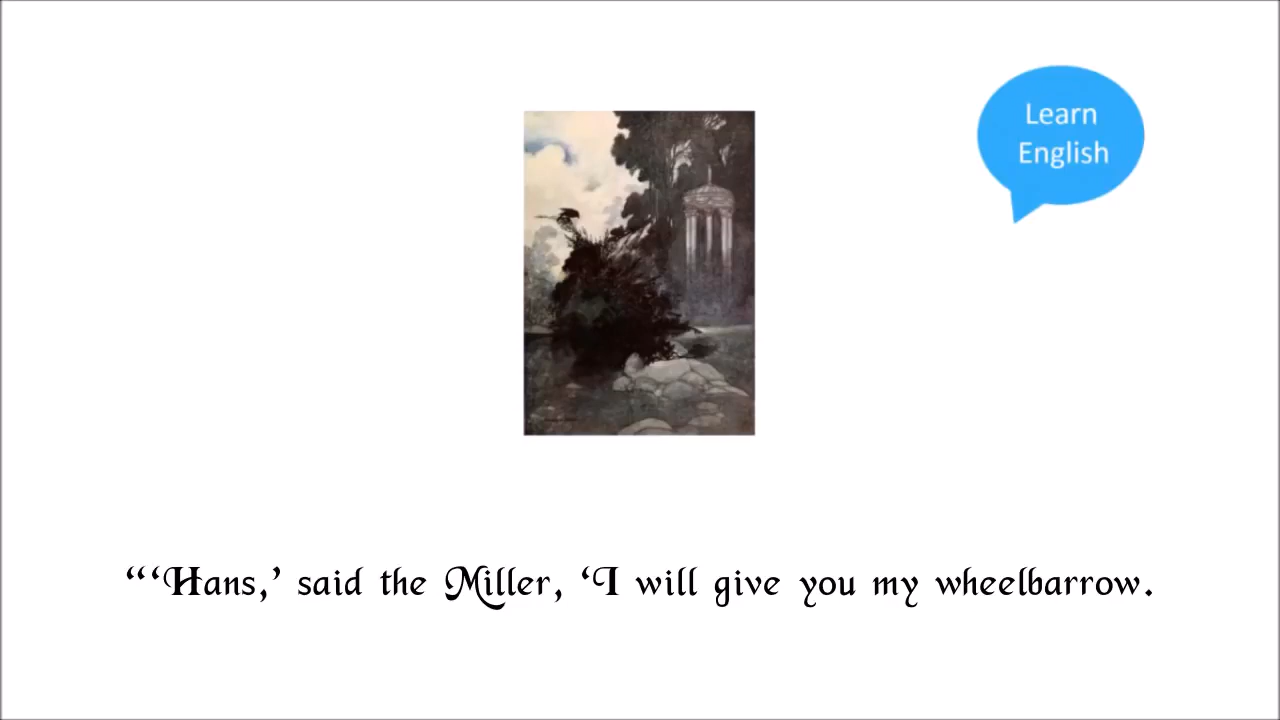 Learn
English
“‘Hans,’ said the Miller, ‘I will give you my wheelbarrow.